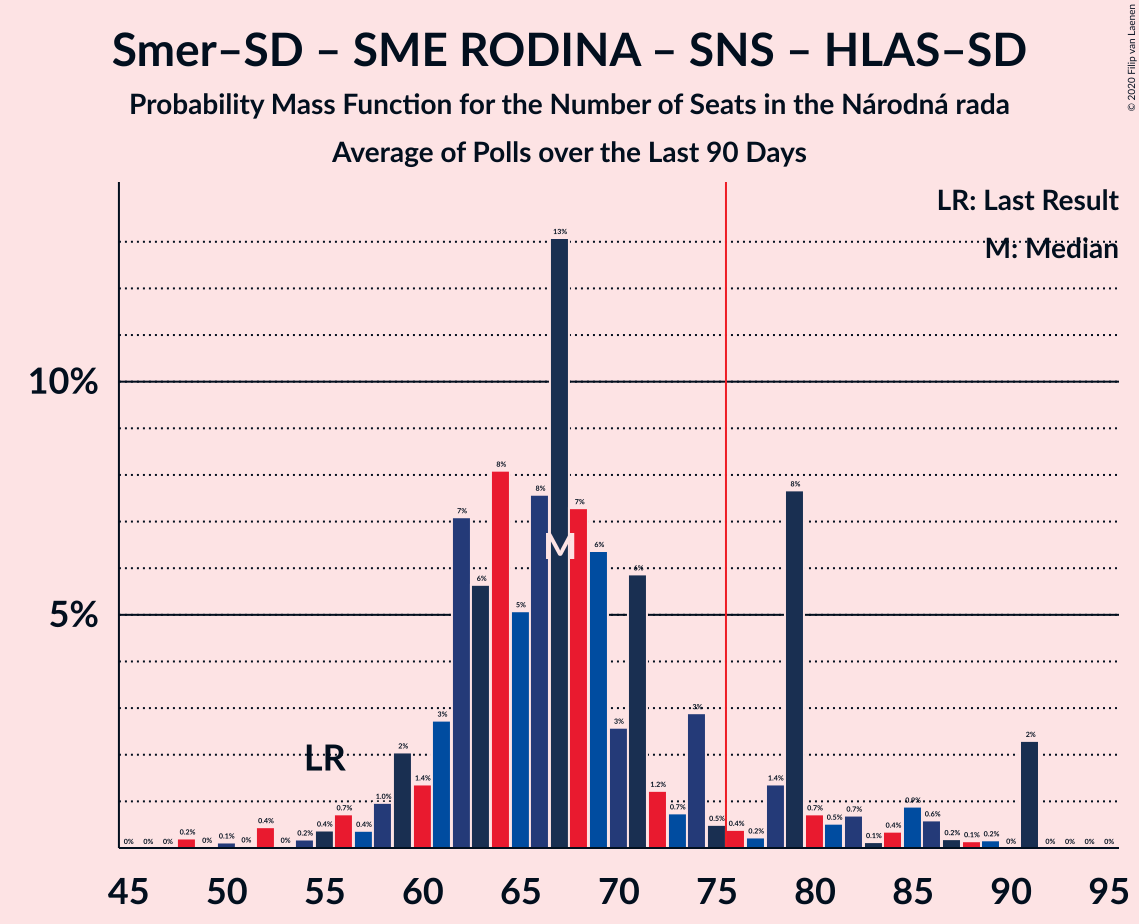 Smer–SD – SME RODINA – SNS – HLAS–SD
Probability Mass Function for the Number of Seats in the Národná rada
Average of Polls over the Last 90 Days
© 2020 Filip van Laenen
LR: Last Result
M: Median
10%
5%
LR
M
0% 0% 0% 0.2% 0% 0.1% 0% 0.4% 0% 0.2% 0.4% 0.7% 0.4% 1.0% 2% 1.4% 3% 7% 6% 8% 5% 8% 13% 7% 6% 3% 6% 1.2% 0.7% 3% 0.5% 0.4% 0.2% 1.4% 8% 0.7% 0.5% 0.7% 0.1% 0.4% 0.9% 0.6% 0.2% 0.1% 0.2% 0% 2% 0% 0% 0% 0%
45 50 55 60 65 70 75 80 85 90 95